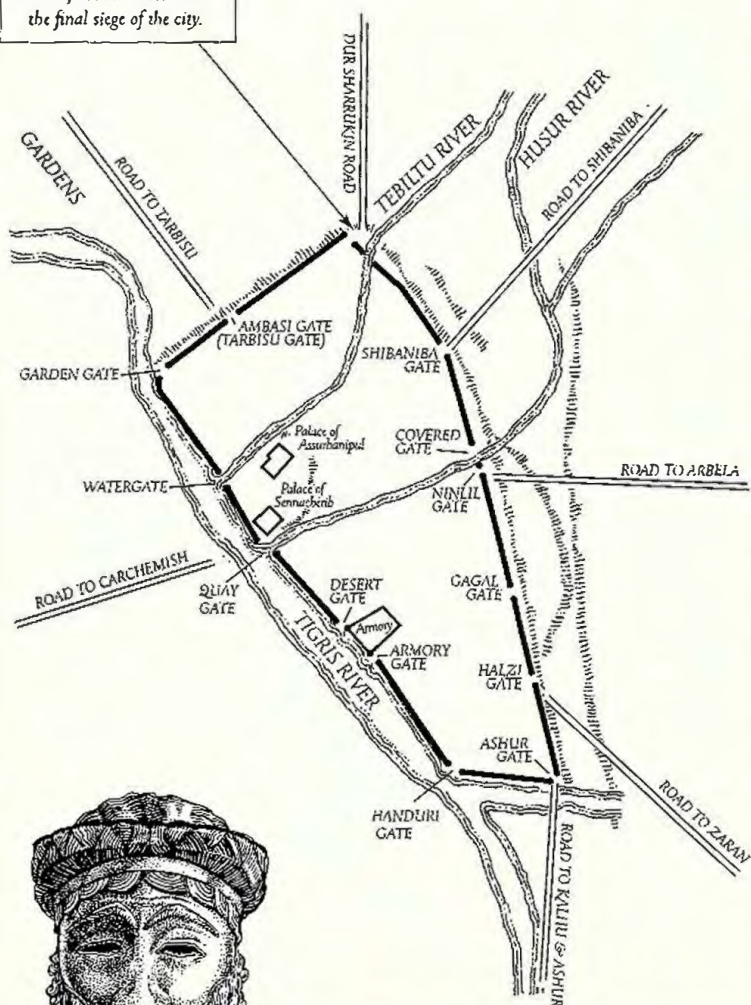 the final siege of the city.
DUR SHARRUKIN ROAD
TEBILTU RIVER
HUSUR RIVER
ROAD TO SHIBANIBA
GARDENS
ROAD TO TARBISU
AMBASI GATE
(TARBISU GATE)
SHIBANIBA
GATE
GARDEN GATE
Palace of
Assurbanipul
COVERED
GATE
ROAD TO ARBELA
WATERGATE
Palace of
Sennacherib
NINLIL
GATE
ROAD TO CARCHEMISH
QUAY
GATE
DESERT
GATE
GAGAL
GATE
Armory
TIGRIS RIVER
ARMORY
GATE
HALZI
GATE
ASHUR
GATE
HANDURI
GATE
ROAD TO ZARAN
ROAD TO KALHU & ASHUR